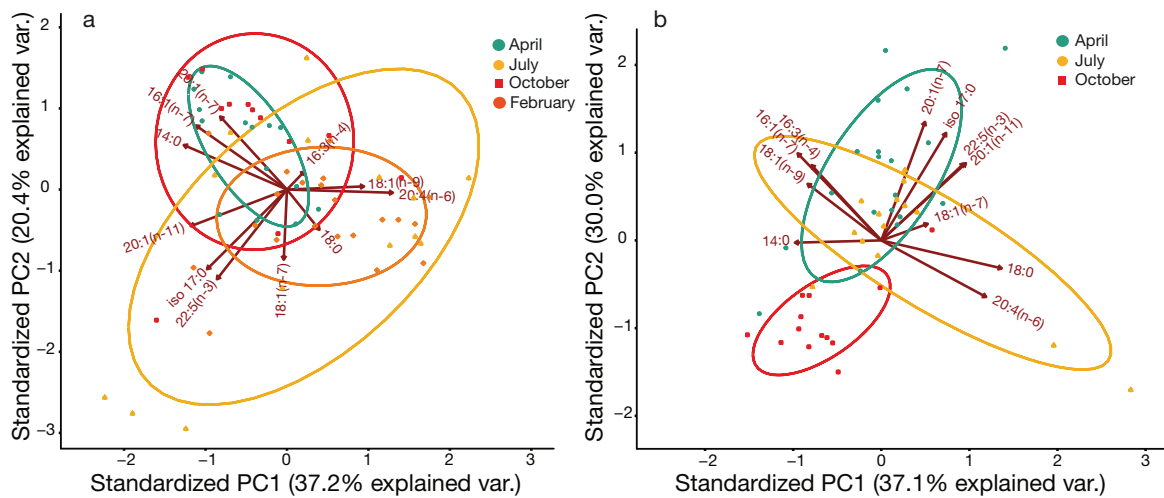 a
Standardized PC2 (20.4% explained var.)
2
1
0
−1
−2
−3
April
July
October
February
20:1(n-7)
16:1(n-7)
14:0
16:3(n-4)
18:1(n-9)
20:4(n-6)
20:1(n-11)
18:0
iso 17:0
22:5(n-3)
18:1(n-7)
−2
−1
0
1
2
3
Standardized PC1 (37.2% explained var.)
b
Standardized PC2 (30.0% explained var.)
2
1
0
−1
−2
April
July
October
20:1(n-7)
iso 17:0
16:3(n-4)
16:1(n-7)
18:1(n-9)
22:5(n-3)
20:1(n-11)
18:1(n-7)
14:0
18:0
20:4(n-6)
−2
−1
0
1
2
3
Standardized PC1 (37.1% explained var.)